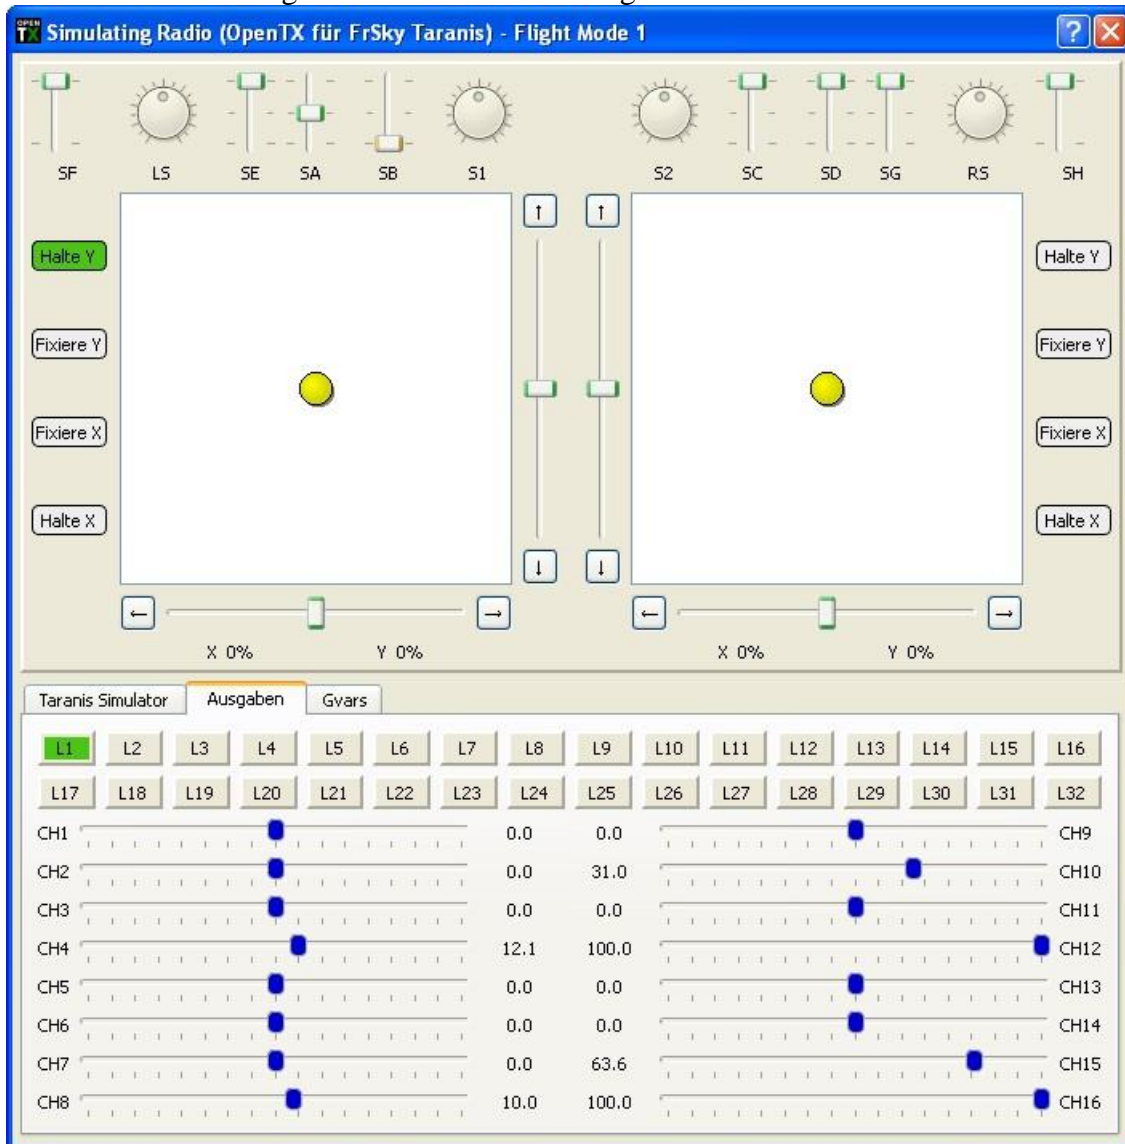 OPEN TX Simulating Radio (OpenTX für FrSky Taranis) - Flight Mode 1 ?
SF LS SE SA SB S1 S2 SC SD SG RS SH
↑ ↑
Halte Y Halte Y
Fixiere Y Fixiere Y
Fixiere X Fixiere X
Halte X Halte X
↓ ↓
← → ← →
X 0% Y 0% X 0% Y 0%
Taranis Simulator Ausgaben Gvars
L1 L2 L3 L4 L5 L6 L7 L8 L9 L10 L11 L12 L13 L14 L15 L16
L17 L18 L19 L20 L21 L22 L23 L24 L25 L26 L27 L28 L29 L30 L31 L32
CH1 0.0 0.0 CH9
CH2 0.0 31.0 CH10
CH3 0.0 0.0 CH11
CH4 12.1 100.0 CH12
CH5 0.0 0.0 CH13
CH6 0.0 0.0 CH14
CH7 0.0 63.6 CH15
CH8 10.0 100.0 CH16